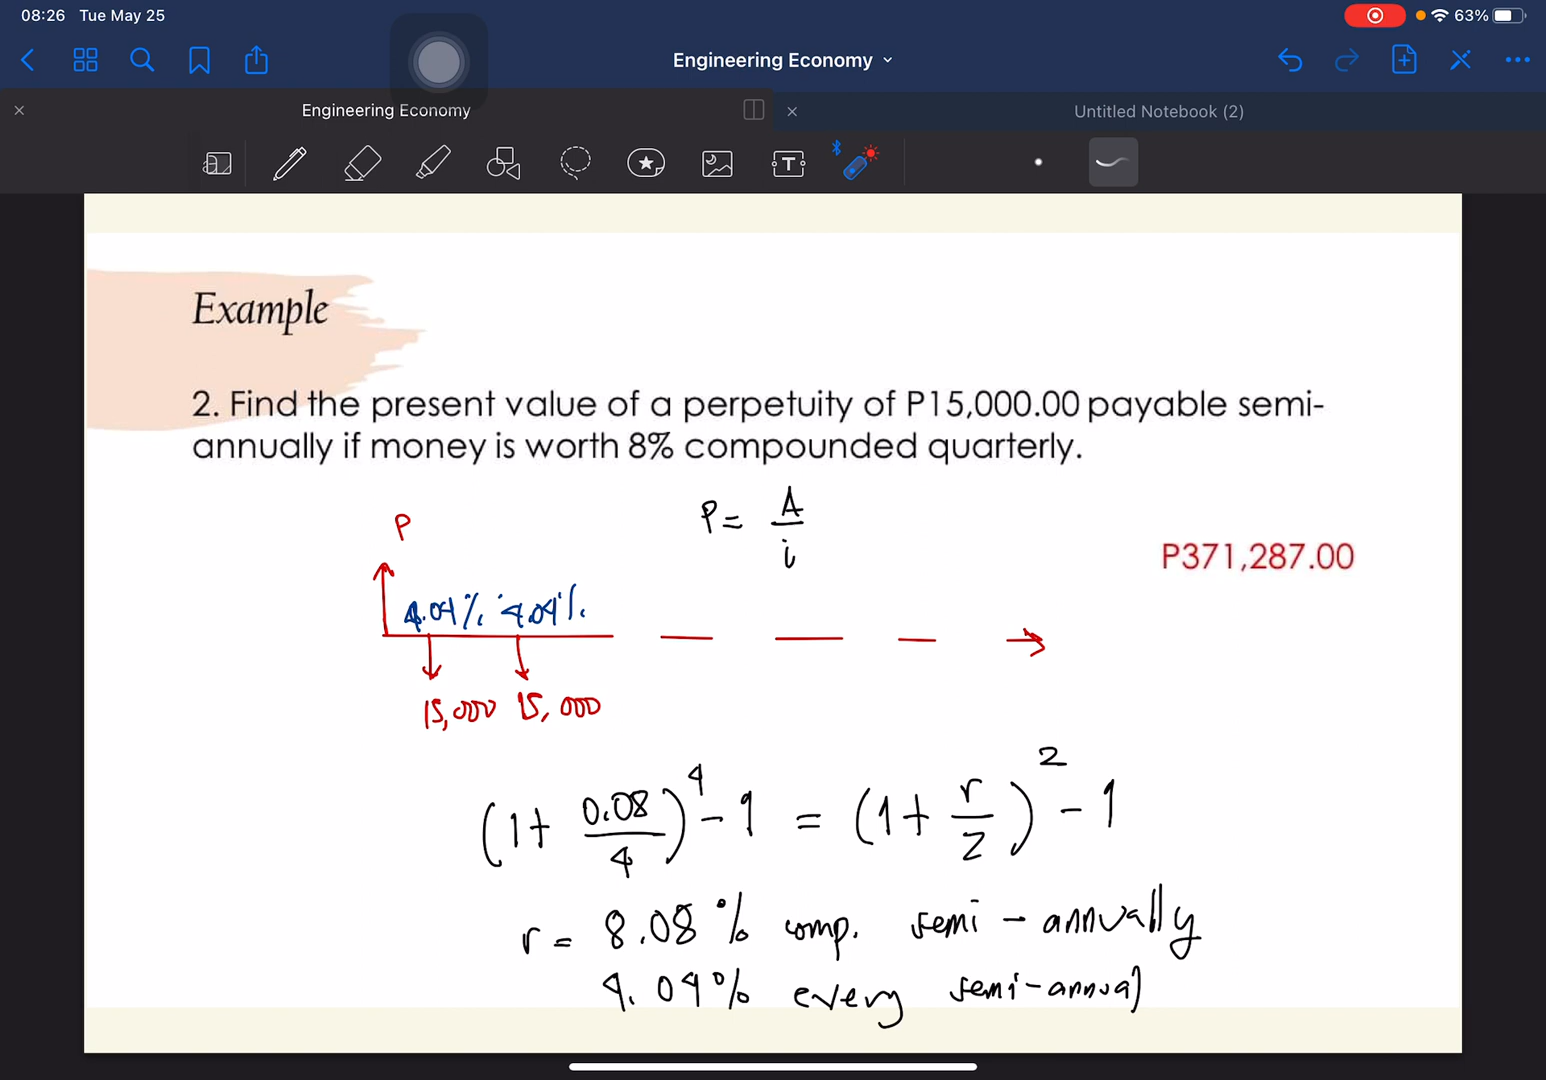 08:26 Tue May 25
63%
Engineering Economy
Engineering Economy
Untitled Notebook (2)
T
Example
2. Find the present value of a perpetuity of P15,000.00 payable semi-
annually if money is worth 8% compounded quarterly.
P
P = A/i
P371,287.00
4.04% 4.04%
15,000 15,000
(1 + 0.08/4)^4 - 1 = (1 + r/2)^2 - 1
r = 8.08% comp. semi-annually
4.04% every semi-annual